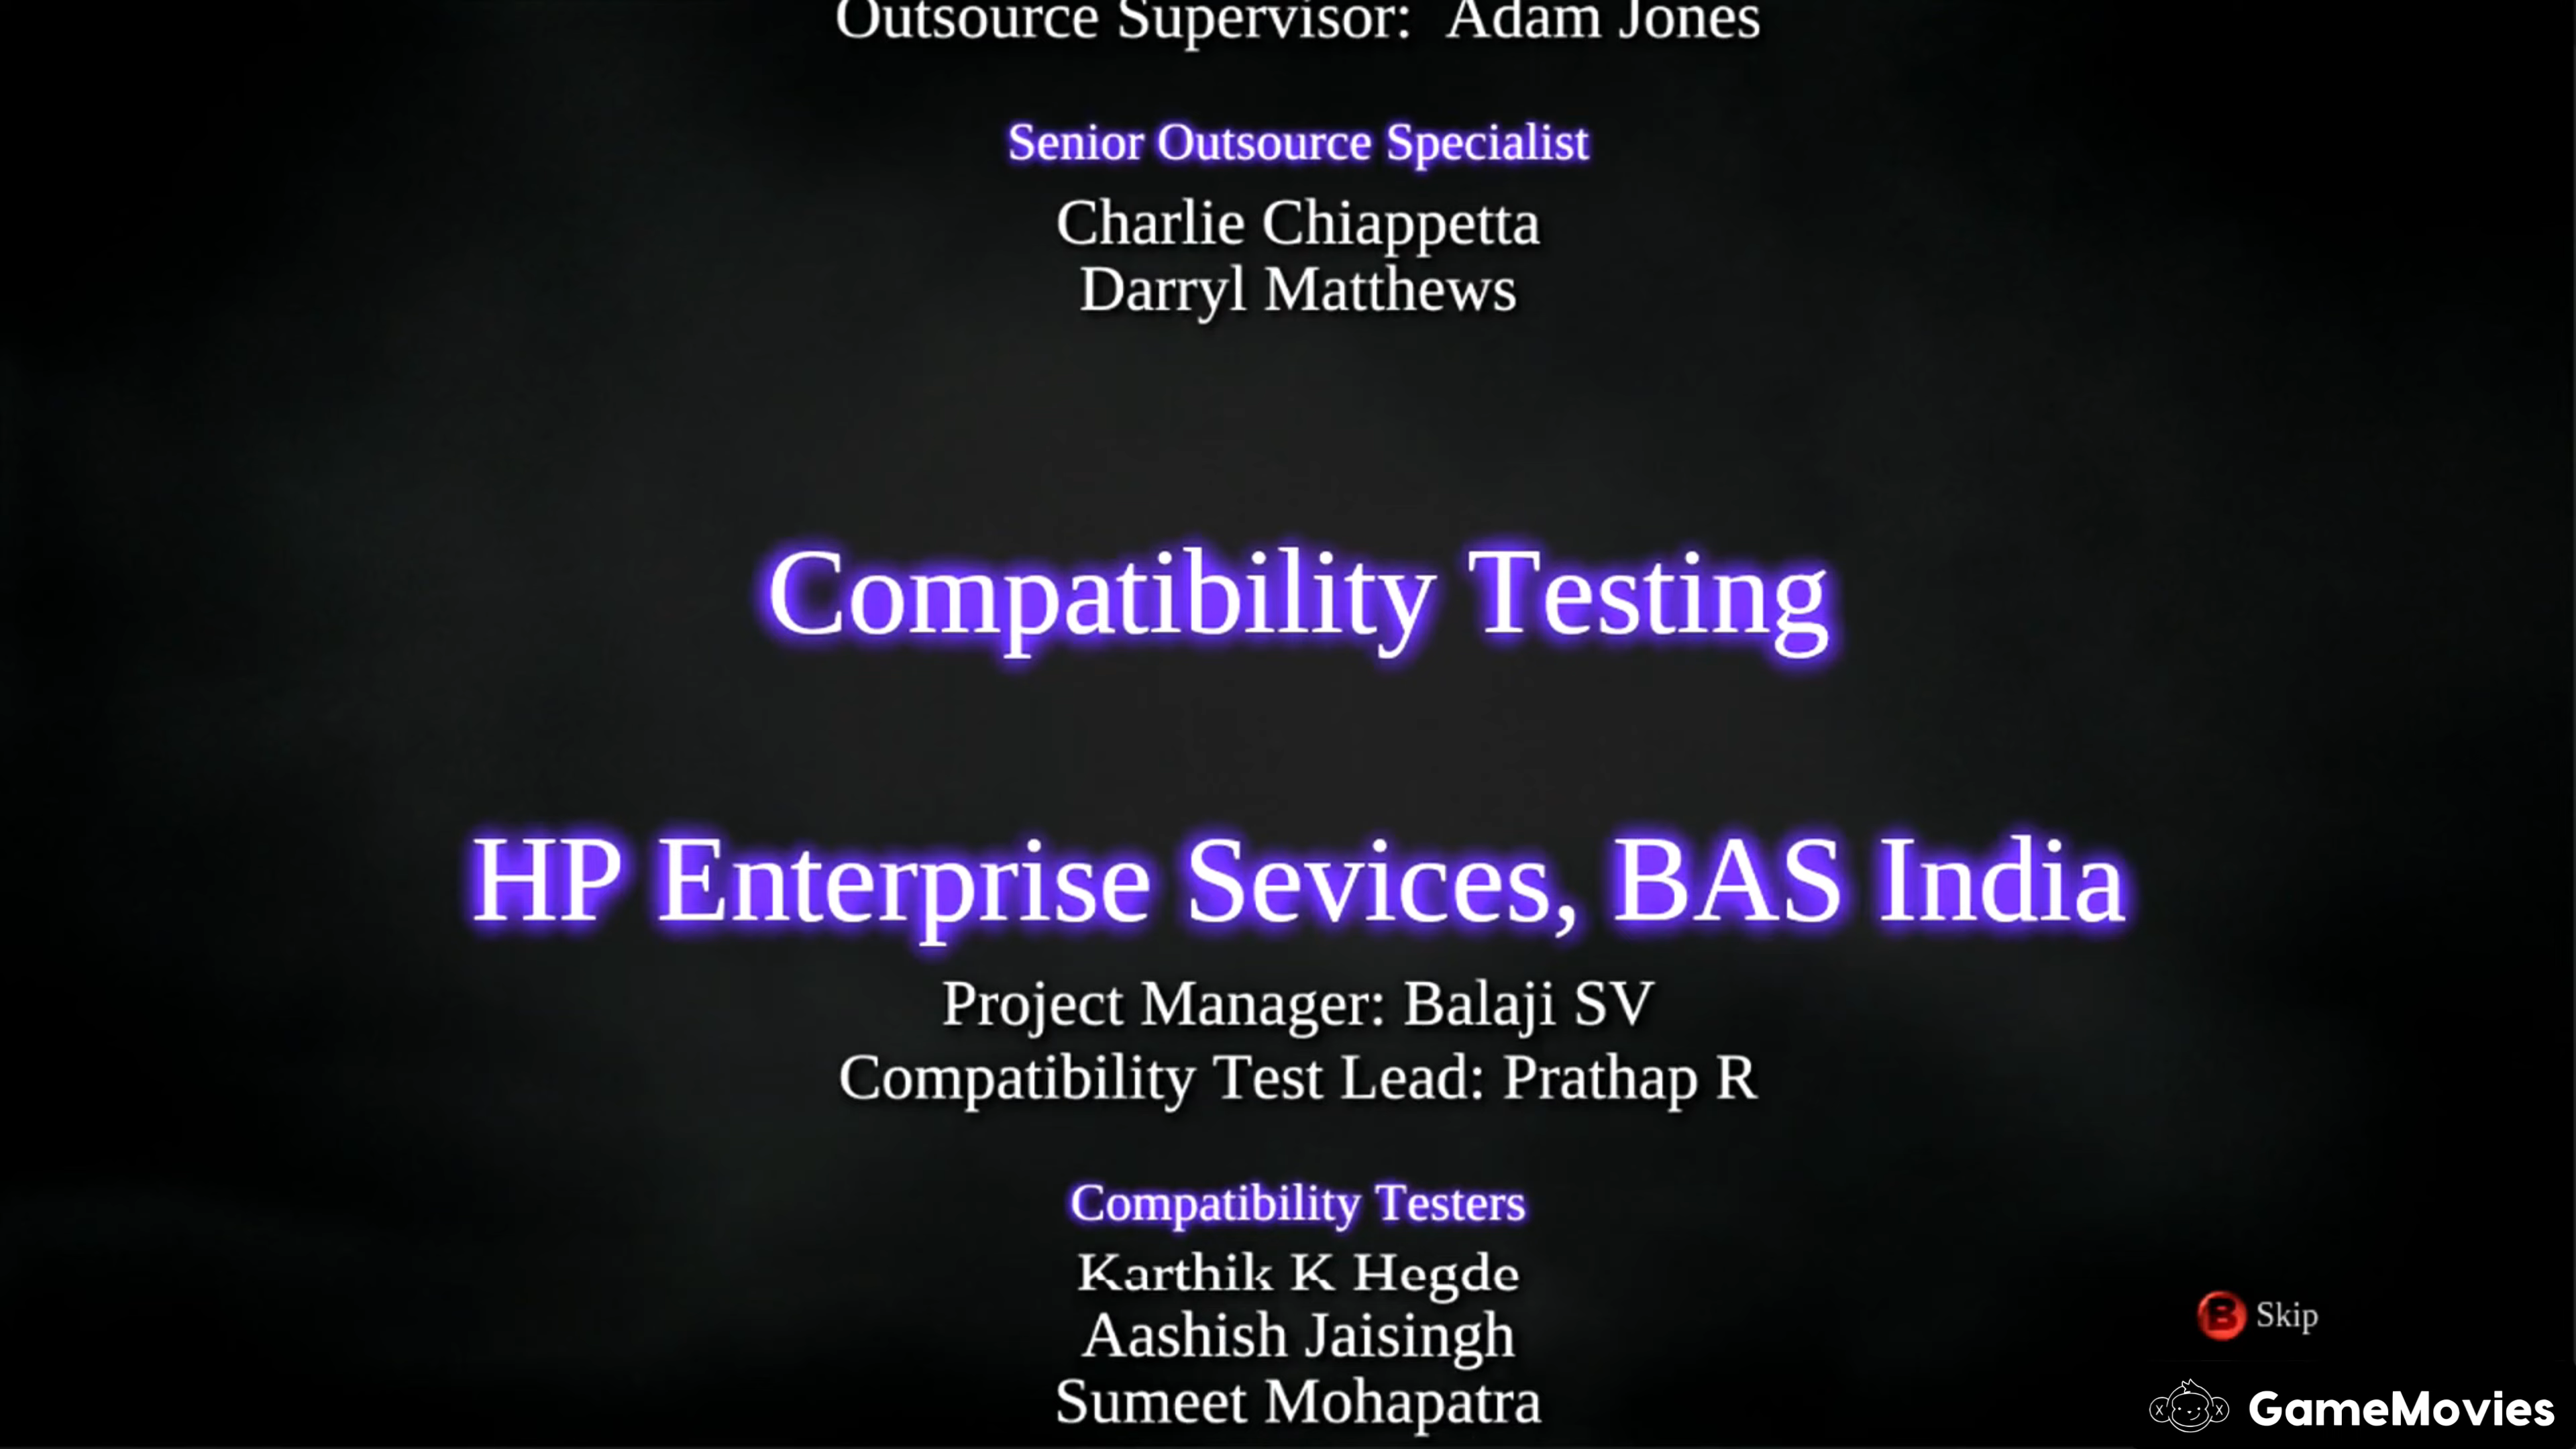 Outsource Supervisor: Adam Jones
Senior Outsource Specialist
Charlie Chiappetta
Darryl Matthews
Compatibility Testing
HP Enterprise Sevices, BAS India
Project Manager: Balaji SV
Compatibility Test Lead: Prathap R
Compatibility Testers
Karthik K Hegde
Aashish Jaisingh
Sumeet Mohapatra
B Skip
GameMovies